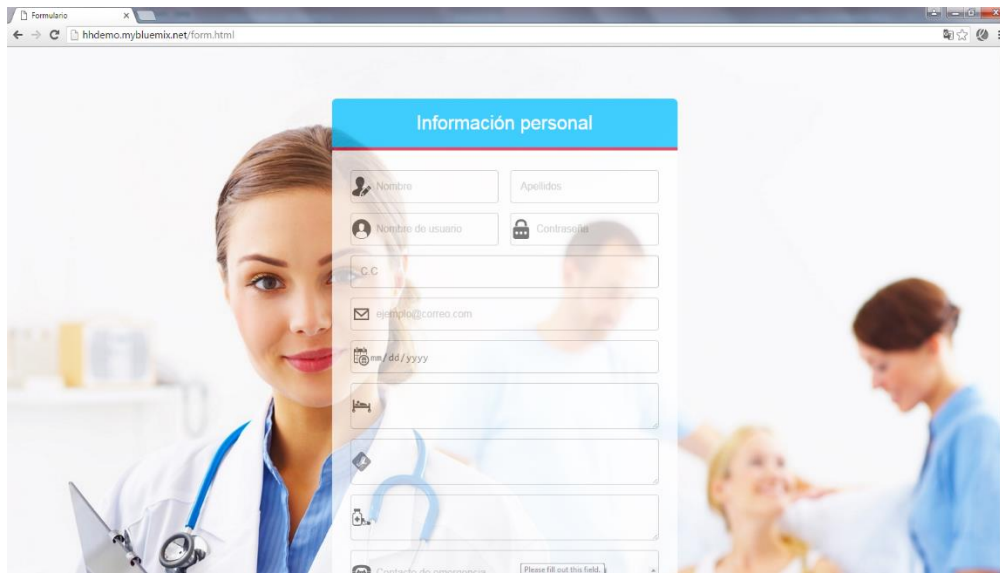 Formulario
hhdemo.mybluemix.net/form.html
Información personal
Nombre Apellidos
Nombre de usuario Contraseña
C C
ejemplo@correo.com
mm/dd/yyyy
Contacto de emergencia Please fill out this field.